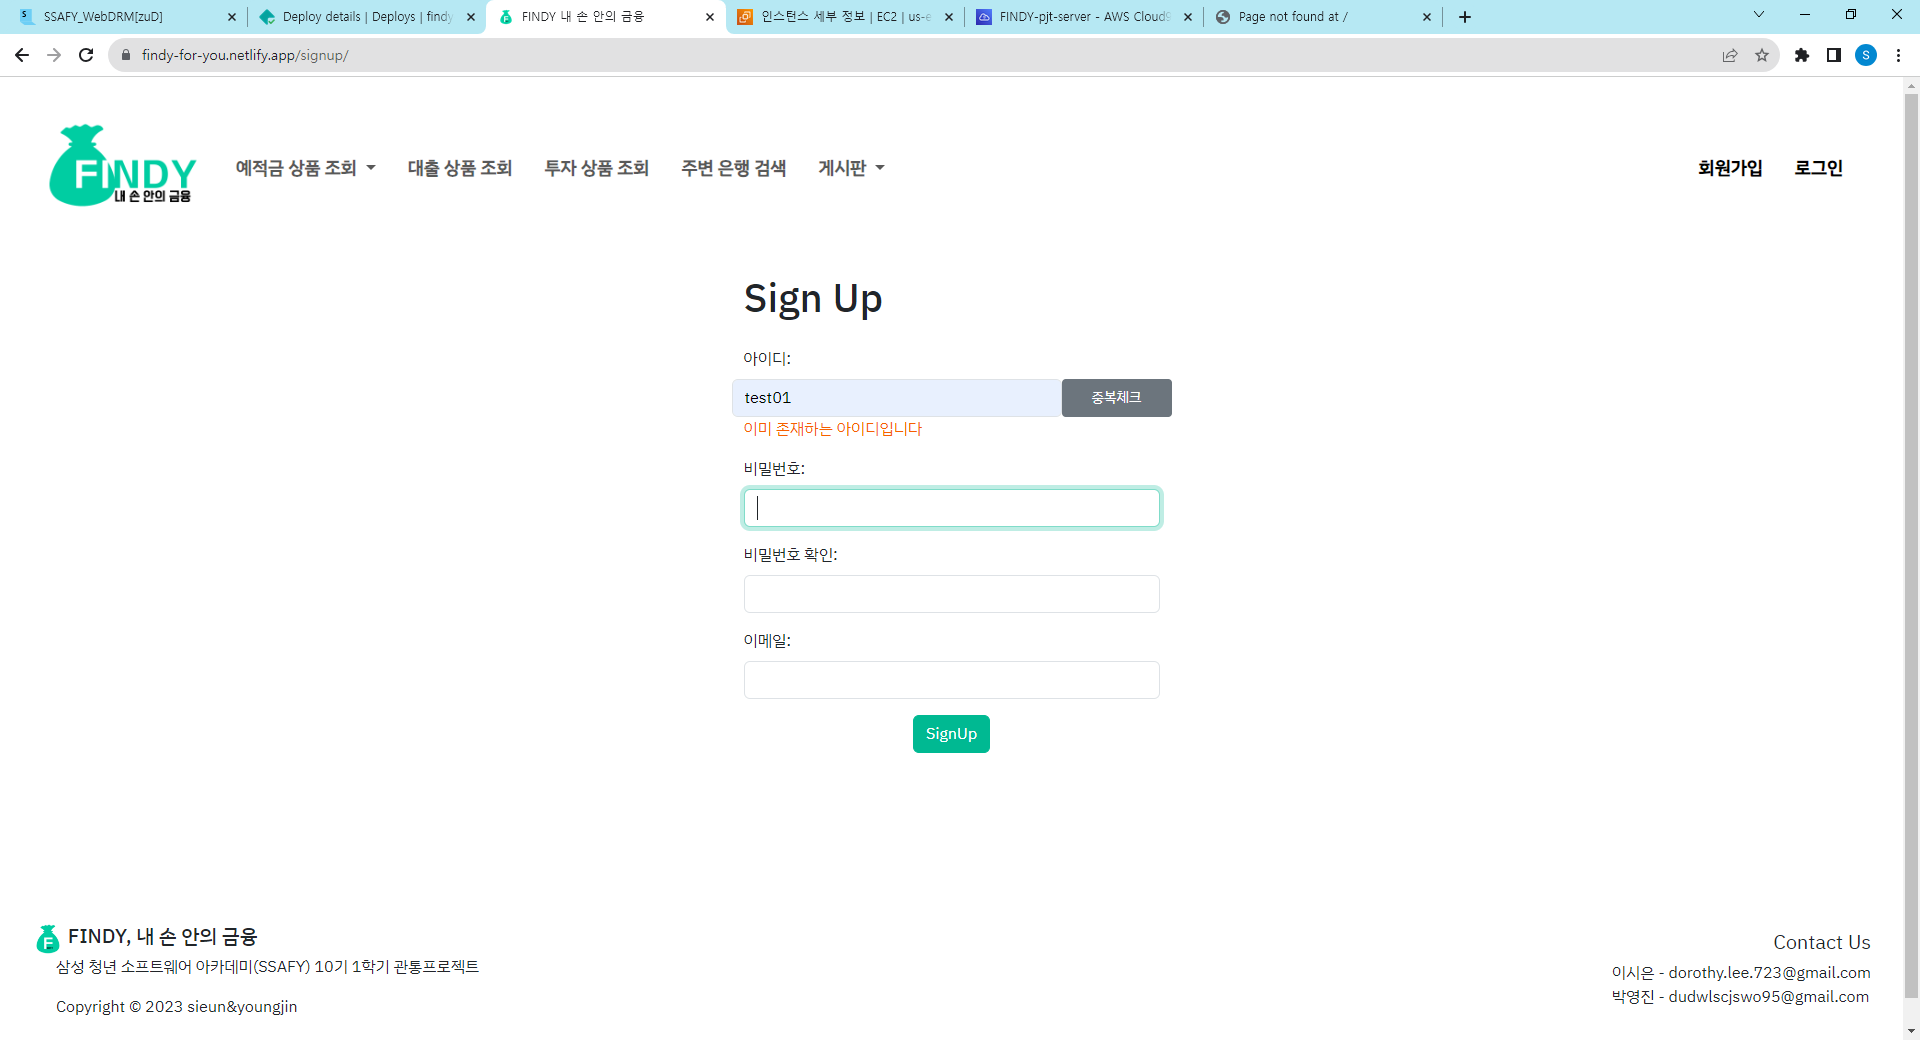 SSAFY_WebDRM[zuD]
Deploy details | Deploys | findy
FINDY 내 손 안의 금융
인스턴스 세부 정보 | EC2 | us-e
FINDY-pjt-server - AWS Cloud9
Page not found at /
findy-for-you.netlify.app/signup/
S
FINDY
내 손 안의 금융
예적금 상품 조회
대출 상품 조회
투자 상품 조회
주변 은행 검색
게시판
회원가입
로그인
Sign Up
아이디:
test01
중복체크
이미 존재하는 아이디입니다
비밀번호:
비밀번호 확인:
이메일:
SignUp
FINDY, 내 손 안의 금융
삼성 청년 소프트웨어 아카데미(SSAFY) 10기 1학기 관통프로젝트
Copyright © 2023 sieun&youngjin
Contact Us
이시은 - dorothy.lee.723@gmail.com
박영진 - dudwlscjswo95@gmail.com